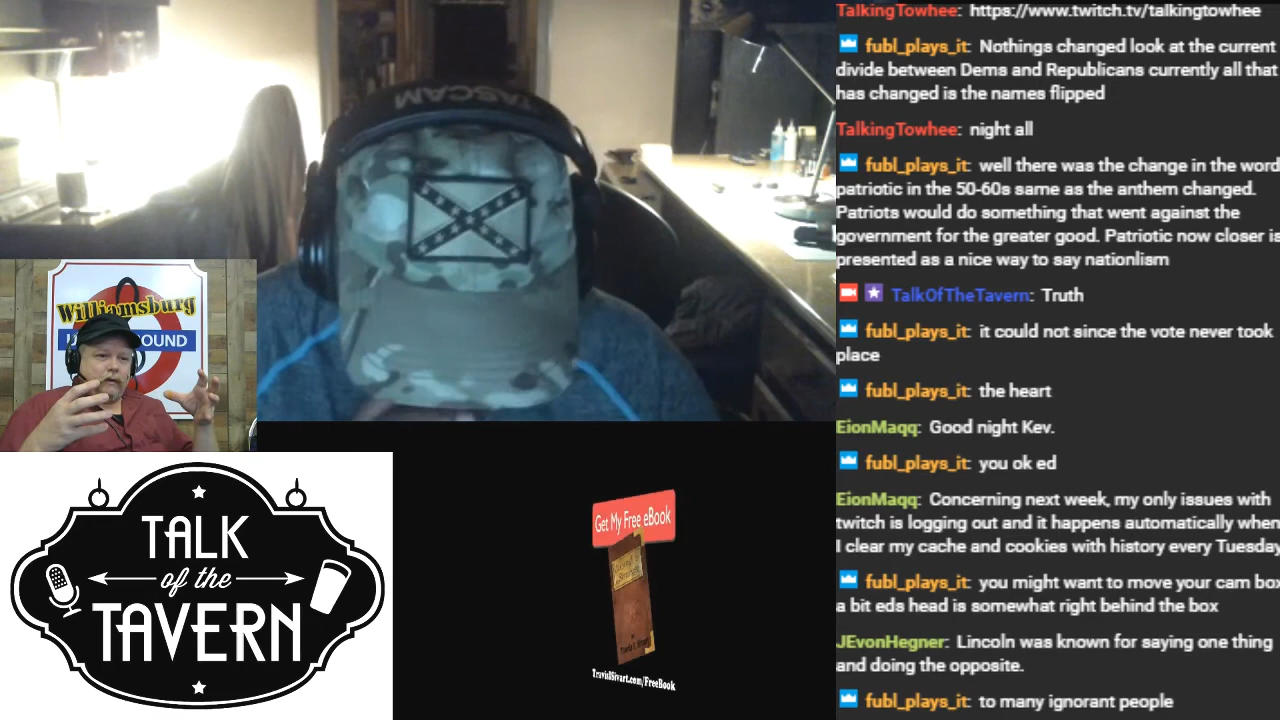 TASCAM
TASCAM
Williamsburg
OUND
TALK
of the
TAVERN
Get My Free eBook
TravisISivart.com/FreeBook
TalkingTowhee: https://www.twitch.tv/talkingtowhee
fubl_plays_it: Nothings changed look at the current
divide between Dems and Republicans currently all that
has changed is the names flipped
TalkingTowhee: night all
fubl_plays_it: well there was the change in the word
patriotic in the 50-60s same as the anthem changed.
Patriots would do something that went against the
government for the greater good. Patriotic now closer is
presented as a nice way to say nationlism
TalkOfTheTavern: Truth
fubl_plays_it: it could not since the vote never took
place
fubl_plays_it: the heart
EionMaqq: Good night Kev.
fubl_plays_it: you ok ed
EionMaqq: Concerning next week, my only issues with
twitch is logging out and it happens automatically when
I clear my cache and cookies with history every Tuesday
fubl_plays_it: you might want to move your cam box
a bit eds head is somewhat right behind the box
JEvonHegner: Lincoln was known for saying one thing
and doing the opposite.
fubl_plays_it: to many ignorant people